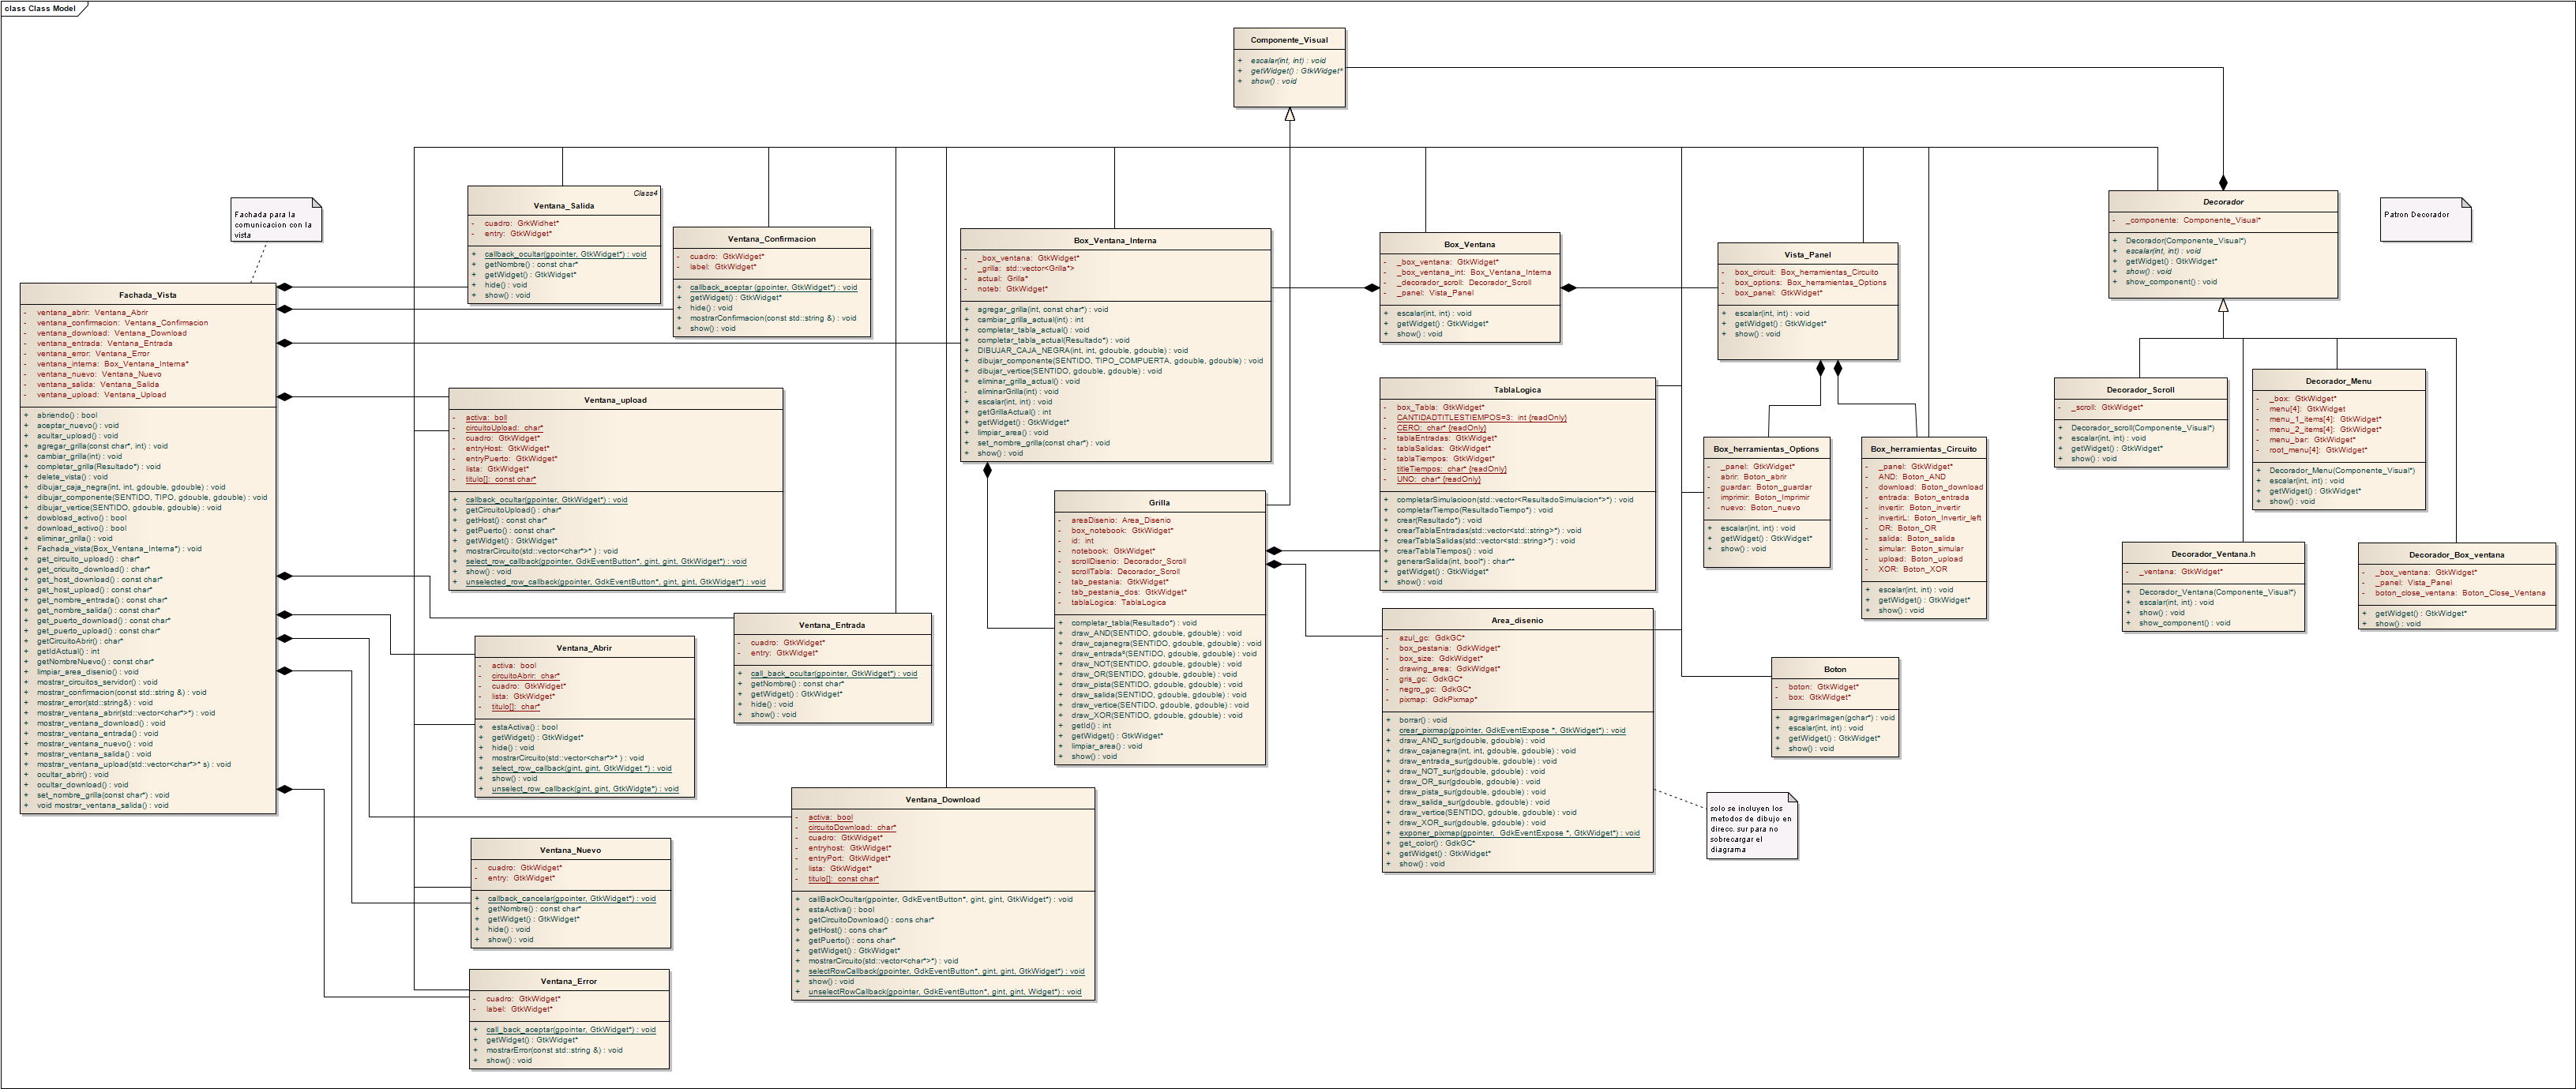 class Class Model
Componente_Visual
+ escalar(int, int) : void
+ getWidget() : GtkWidget*
+ show() : void
Fachada para la
comunicacion con la
vista
Fachada_Vista
- ventana_abrir: Ventana_Abrir
- ventana_confirmacion: Ventana_Confirmacion
- ventana_download: Ventana_Download
- ventana_entrada: Ventana_Entrada
- ventana_error: Ventana_Error
- ventana_interna: Box_Ventana_Interna*
- ventana_nuevo: Ventana_Nuevo
- ventana_salida: Ventana_Salida
- ventana_upload: Ventana_Upload
+ abriendo() : bool
+ aceptar_nuevo() : void
+ acultar_upload() : void
+ agregar_grilla(const char*, int) : void
+ cambiar_grilla(int) : void
+ completar_grilla(Resultado*) : void
+ delete_vista() : void
+ dibujar_caja_negra(int, int, gdouble, gdouble) : void
+ dibujar_componente(SENTIDO, TIPO, gdouble, gdouble) : void
+ dibujar_vertice(SENTIDO, gdouble, gdouble) : void
+ dowbload_activo() : bool
+ download_activo() : bool
+ eliminar_grilla() : void
+ Fachada_vista(Box_Ventana_Interna*) : void
+ get_circuito_upload() : char*
+ get_cricuito_download() : char*
+ get_host_download() : const char*
+ get_host_upload() : const char*
+ get_nombre_entrada() : const char*
+ get_nombre_salida() : const char*
+ get_puerto_download() : const char*
+ get_puerto_upload() : const char*
+ getCircuitoAbrir() : char*
+ getIdActual() : int
+ getNombreNuevo() : const char*
+ limpiar_area_disenio() : void
+ mostrar_circuitos_servidor() : void
+ mostrar_confirmacion(const std::string &) : void
+ mostrar_error(std::string&) : void
+ mostrar_ventana_abrir(std::vector<char*>*) : void
+ mostrar_ventana_download() : void
+ mostrar_ventana_entrada() : void
+ mostrar_ventana_nuevo() : void
+ mostrar_ventana_salida() : void
+ mostrar_ventana_upload(std::vector<char*>* s) : void
+ ocultar_abrir() : void
+ ocultar_download() : void
+ set_nombre_grilla(const char*) : void
+ void mostrar_ventana_salida() : void
Class4
Ventana_Salida
- cuadro: GrkWidhet*
- entry: GtkWidget*
+ callback_ocultar(gpointer, GtkWidget*) : void
+ getNombre() : const char*
+ getWidget() : GtkWidget*
+ hide() : void
+ show() : void
Ventana_Confirmacion
- cuadro: GtkWidget*
- label: GtkWidget*
+ callback_aceptar (gpointer, GtkWidget*) : void
+ getWidget() : GtkWidget*
+ hide() : void
+ mostrarConfirmacion(const std::string &) : void
+ show() : void
Ventana_upload
- activa: boll
- circuitoUpload: char*
- cuadro: GtkWidget*
- entryHost: GtkWidget*
- entryPuerto: GtkWidget*
- lista: GtkWidget*
- titulo[]: const char*
+ callback_ocultar(gpointer, GtkWidget*) : void
+ getCircuitoUpload() : char*
+ getHost() : const char*
+ getPuerto() : const char*
+ getWidget() : GtkWidget*
+ mostrarCircuito(std::vector<char*>* ) : void
+ select_row_callback(gpointer, GdkEventButton*, gint, gint, GtkWidget*) : void
+ show() : void
+ unselected_row_callback(gpointer, GdkEventButton*, gint, gint, GtkWidget*) : void
Ventana_Abrir
- activa: bool
- circuitoAbrir: char*
- cuadro: GtkWidget*
- lista: GtkWidget*
- titulo[]: char*
+ estaActiva() : bool
+ getWidget() : GtkWidget*
+ hide() : void
+ mostrarCircuito(std::vector<char*>* ) : void
+ select_row_callback(gint, gint, GtkWidget *) : void
+ show() : void
+ unselect_row_callback(gint, gint, GtkWidgte*) : void
Ventana_Entrada
- cuadro: GtkWidget*
- entry: GtkWidget*
+ call_back_ocultar(gpointer, GtkWidget*) : void
+ getNombre() : const char*
+ getWidget() : GtkWidget*
+ hide() : void
+ show() : void
Ventana_Nuevo
- cuadro: GtkWidget*
- entry: GtkWidget*
+ callback_cancelar(gpointer, GtkWidget*) : void
+ getNombre() : const char*
+ getWidget() : GtkWidget*
+ hide() : void
+ show() : void
Ventana_Error
- cuadro: GtkWidget*
- label: GtkWidget*
+ call_back_aceptar(gpointer, GtkWidget*) : void
+ getWidget() : GtkWidget*
+ mostrarError(const std::string &) : void
+ show() : void
Ventana_Download
- activa: bool
- circuitoDownload: char*
- cuadro: GtkWidget*
- entryhost: GtkWidget*
- entryPort: GtkWidget*
- lista: GtkWidget*
- titulo[]: const char*
+ callBackOcultar(gpointer, GdkEventButton*, gint, gint, GtkWidget*) : void
+ estaActiva() : bool
+ getCircuitoDownload() : cons char*
+ getHost() : cons char*
+ getPuerto() : cons char*
+ getWidget() : GtkWidget*
+ mostrarCircuito(std::vector<char*>*) : void
+ selectRowCallback(gpointer, GdkEventButton*, gint, gint, GtkWidget*) : void
+ show() : void
+ unselectRowCallback(gpointer, GdkEventButton*, gint, gint, Widget*) : void
Box_Ventana_Interna
- _box_ventana: GtkWidget*
- _grilla: std::vector<Grilla*>
- actual: Grilla*
- noteb: GtkWidget*
+ agregar_grilla(int, const char*) : void
+ cambiar_grilla_actual(int) : int
+ completar_tabla_actual() : void
+ completar_tabla_actual(Resultado*) : void
+ DIBUJAR_CAJA_NEGRA(int, int, gdouble, gdouble) : void
+ dibujar_componente(SENTIDO, TIPO_COMPUERTA, gdouble, gdouble) : void
+ dibujar_vertice(SENTIDO, gdouble, gdouble) : void
+ eliminar_grilla_actual() : void
- eliminarGrilla(int) : void
+ escalar(int, int) : void
+ getGrillaActual() : int
+ getWidget() : GtkWidget*
+ limpiar_area() : void
+ set_nombre_grilla(const char*) : void
+ show() : void
Grilla
- areaDisenio: Area_Disenio
- box_notebook: GtkWidget*
- id: int
- notebook: GtkWidget*
- scrollDisenio: Decorador_Scroll
- scrollTabla: Decorador_Scroll
- tab_pestania: GtkWidget*
- tab_pestania_dos: GtkWidget*
- tablaLogica: TablaLogica
+ completar_tabla(Resultado*) : void
+ draw_AND(SENTIDO, gdouble, gdouble) : void
+ draw_cajanegra(SENTIDO, gdouble, gdouble) : void
+ draw_entradaº(SENTIDO, gdouble, gdouble) : void
+ draw_NOT(SENTIDO, gdouble, gdouble) : void
+ draw_OR(SENTIDO, gdouble, gdouble) : void
+ draw_pista(SENTIDO, gdouble, gdouble) : void
+ draw_salida(SENTIDO, gdouble, gdouble) : void
+ draw_vertice(SENTIDO, gdouble, gdouble) : void
+ draw_XOR(SENTIDO, gdouble, gdouble) : void
+ getId() : int
+ getWidget() : GtkWidget*
+ limpiar_area() : void
+ show() : void
Box_Ventana
- _box_ventana: GtkWidget*
- _box_ventana_int: Box_Ventana_Interna
- _decorador_scroll: Decorador_Scroll
- _panel: Vista_Panel
+ escalar(int, int) : void
+ getWidget() : GtkWidget*
+ show() : void
TablaLogica
- box_Tabla: GtkWidget*
- CANTIDADTITLESTIEMPOS=3: int {readOnly}
- CERO: char* {readOnly}
- tablaEntradas: GtkWidget*
- tablaSalidas: GtkWidget*
- tablaTiempos: GtkWidget*
- titleTiempos: char* {readOnly}
- UNO: char* {readOnly}
+ completarSimulacioon(std::vector<ResultadoSimulacion*>*) : void
+ completarTiempo(ResultadoTiempo*) : void
+ crear(Resultado*) : void
+ crearTablaEntradas(std::vector<std::string>*) : void
+ crearTablaSalidas(std::vector<std::string>*) : void
+ crearTablaTiempos() : void
+ generarSalida(int, bool*) : char**
+ getWidget() : GtkWidget*
+ show() : void
Area_disenio
- azul_gc: GdkGC*
- box_pestania: GdkWidget*
- box_size: GdkWidget*
- drawing_area: GdkWidget*
- gris_gc: GdkGC*
- negro_gc: GdkGC*
- pixmap: GdkPixmap*
+ borrar() : void
+ crear_pixmap(gpointer, GdkEventExpose *, GtkWidget*) : void
+ draw_AND_sur(gdouble, gdouble) : void
+ draw_cajanegra(int, int, gdouble, gdouble) : void
+ draw_entrada_sur(gdouble, gdouble) : void
+ draw_NOT_sur(gdouble, gdouble) : void
+ draw_OR_sur(gdouble, gdouble) : void
+ draw_pista_sur(gdouble, gdouble) : void
+ draw_salida_sur(gdouble, gdouble) : void
+ draw_vertice(SENTIDO, gdouble, gdouble) : void
+ draw_XOR_sur(gdouble, gdouble) : void
+ exponer_pixmap(gpointer, GdkEventExpose *, GtkWidget*) : void
+ get_color() : GdkGC*
+ getWidget() : GtkWidget*
+ show() : void
solo se incluyen los
metodos de dibujo en
direcc. sur para no
sobrecargar el
diagrama
Vista_Panel
- box_circuit: Box_herramientas_Circuito
- box_options: Box_herramientas_Options
- box_panel: GtkWidget*
+ escalar(int, int) : void
+ getWidget() : GtkWidget*
+ show() : void
Box_herramientas_Options
- _panel: GtkWidget*
- abrir: Boton_abrir
- guardar: Boton_guardar
- imprimir: Boton_Imprimir
- nuevo: Boton_nuevo
+ escalar(int, int) : void
+ getWidget() : GtkWidget*
+ show() : void
Box_herramientas_Circuito
- _panel: GtkWidget*
- AND: Boton_AND
- download: Boton_download
- entrada: Boton_entrada
- invertir: Boton_invertir
- invertirL: Boton_Invertir_left
- OR: Boton_OR
- salida: Boton_salida
- simular: Boton_simular
- upload: Boton_upload
- XOR: Boton_XOR
+ escalar(int, int) : void
+ getWidget() : GtkWidget*
+ show() : void
Boton
- boton: GtkWidget*
- box: GtkWidget*
+ agregarImagen(gchar*) : void
+ escalar(int, int) : void
+ getWidget() : GtkWidget*
+ show() : void
Decorador
- _componente: Componente_Visual*
+ Decorador(Componente_Visual*)
+ escalar(int, int) : void
+ getWidget() : GtkWidget*
+ show() : void
+ show_component() : void
Patron Decorador
Decorador_Scroll
- _scroll: GtkWidget*
+ Decorador_scroll(Componente_Visual*)
+ escalar(int, int) : void
+ getWidget() : GtkWidget*
+ show() : void
Decorador_Menu
- _box: GtkWidget*
- menu[4]: GtkWidget
- menu_1_items[4]: GtkWidget*
- menu_2_items[4]: GtkWidget*
- menu_bar: GtkWidget*
- root_menu[4]: GtkWidget*
+ Decorador_Menu(Componente_Visual*)
+ escalar(int, int) : void
+ getWidget() : GtkWidget*
+ show() : void
Decorador_Ventana.h
- _ventana: GtkWidget*
+ Decorador_Ventana(Componente_Visual*)
+ escalar(int, int) : void
+ show() : void
+ show_component() : void
Decorador_Box_ventana
- _box_ventana: GtkWidget*
- _panel: Vista_Panel
- boton_close_ventana: Boton_Close_Ventana
+ getWidget() : GtkWidget*
+ show() : void